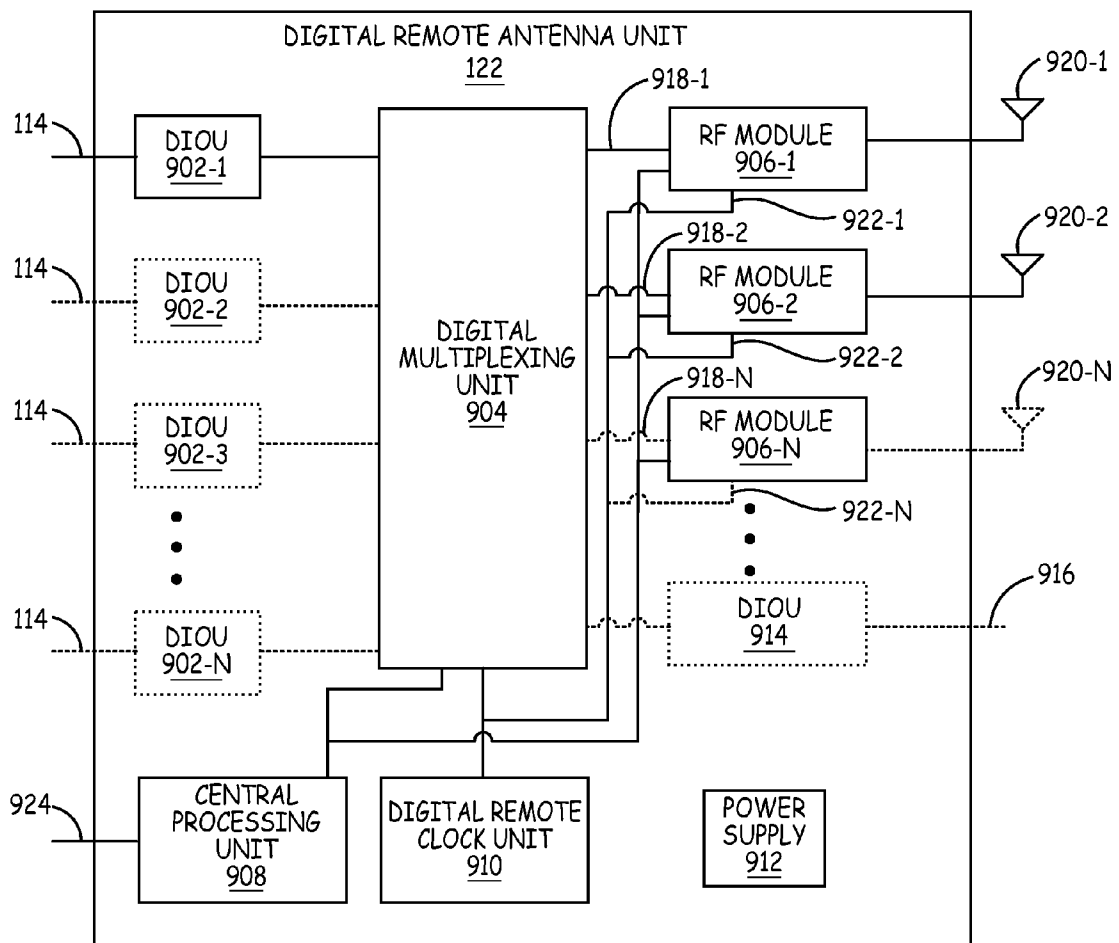 DIGITAL REMOTE ANTENNA UNIT
122
918-1
920-1
114
DIOU
902-1
RF MODULE
906-1
922-1
918-2
920-2
114
DIOU
902-2
RF MODULE
906-2
922-2
DIGITAL
MULTIPLEXING
UNIT
904
918-N
920-N
114
DIOU
902-3
RF MODULE
906-N
922-N
114
DIOU
902-N
DIOU
914
916
924
CENTRAL
PROCESSING
UNIT
908
DIGITAL REMOTE
CLOCK UNIT
910
POWER
SUPPLY
912